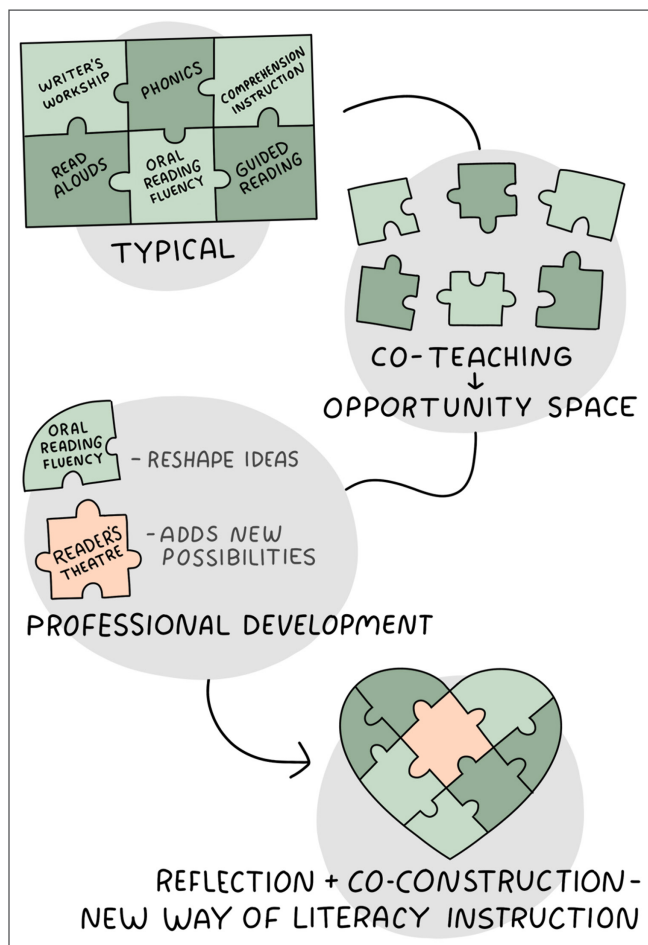 WRITER'S
WORKSHOP
PHONICS
COMPREHENSION
INSTRUCTION
READ
ALOUDS
ORAL
READING
FLUENCY
GUIDED
READING
TYPICAL
CO-TEACHING
↓
OPPORTUNITY SPACE
ORAL
READING
FLUENCY
- RESHAPE IDEAS
READER'S
THEATRE
- ADDS NEW
POSSIBILITIES
PROFESSIONAL DEVELOPMENT
REFLECTION + CO-CONSTRUCTION -
NEW WAY OF LITERACY INSTRUCTION